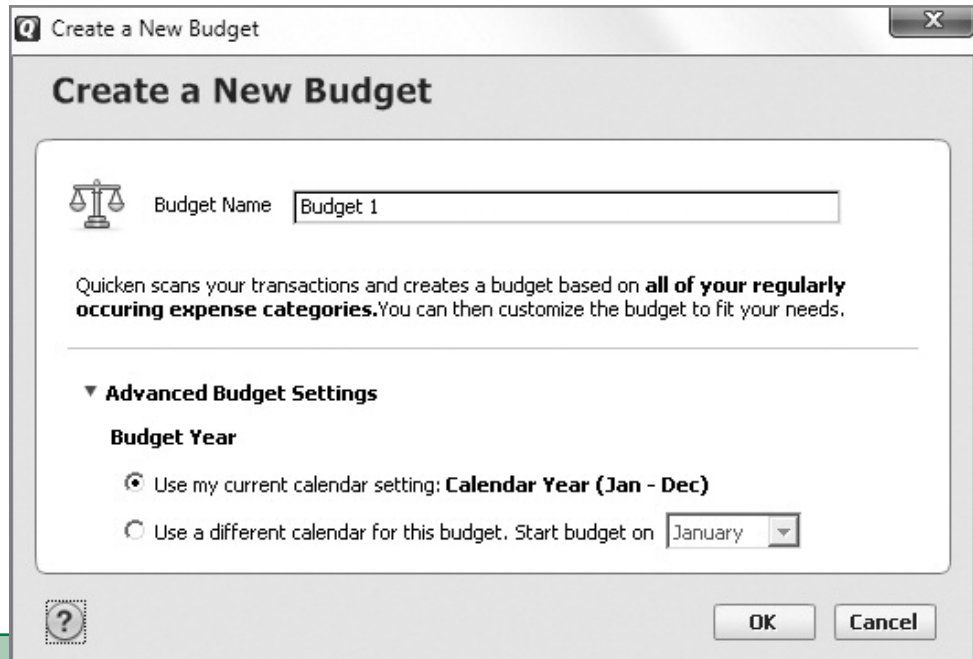 Q Create a New Budget X
Create a New Budget
Budget Name Budget 1
Quicken scans your transactions and creates a budget based on all of your regularly
occuring expense categories.You can then customize the budget to fit your needs.
Advanced Budget Settings
Budget Year
Use my current calendar setting: Calendar Year (Jan - Dec)
Use a different calendar for this budget. Start budget on January
? OK Cancel